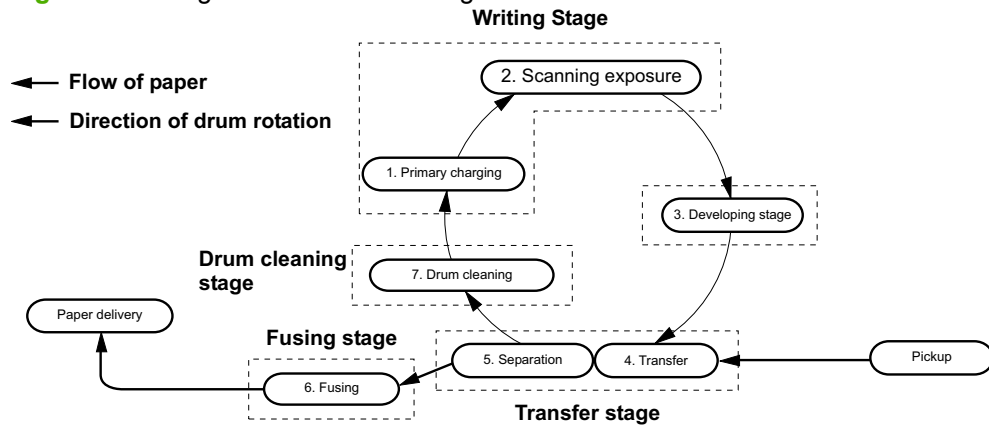 Writing Stage
2. Scanning exposure
Flow of paper
Direction of drum rotation
1. Primary charging
3. Developing stage
Drum cleaning
stage
7. Drum cleaning
Paper delivery
Fusing stage
5. Separation
4. Transfer
Pickup
6. Fusing
Transfer stage